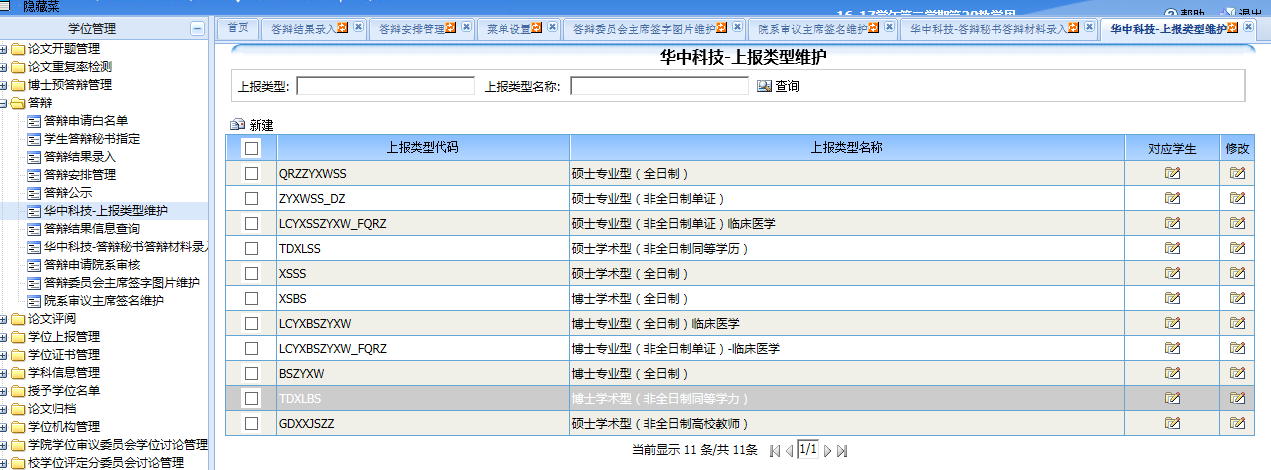 隐藏菜
帮助 退出
学位管理
首页 答辩结果录入 答辩安排管理 菜单设置 答辩委员会主席签字图片维护 院系审议主席签名维护 华中科技-答辩秘书答辩材料录入 华中科技-上报类型维护
论文开题管理
论文重复率检测
博士预答辩管理
答辩
答辩申请白名单
学生答辩秘书指定
答辩结果录入
答辩安排管理
答辩公示
华中科技-上报类型维护
答辩结果信息查询
华中科技-答辩秘书答辩材料录
答辩申请院系审核
答辩委员会主席签字图片维护
院系审议主席签名维护
论文评阅
学位上报管理
学位证书管理
学科信息管理
授予学位名单
论文归档
学位机构管理
学院学位审议委员会学位讨论管理
校学位评定分委员会讨论管理
华中科技-上报类型维护
上报类型: 上报类型名称: 查询
新建
上报类型代码 上报类型名称 对应学生 修改
QRZZYXWSS 硕士专业型（全日制）
ZYXWSS_DZ 硕士专业型（非全日制单证）
LCYXSSZYXW_FQRZ 硕士专业型（非全日制单证）临床医学
TDXLSS 硕士学术型（非全日制同等学历）
XSSS 硕士学术型（全日制）
XSBS 博士学术型（全日制）
LCYXBSZYXW 博士专业型（全日制）临床医学
LCYXBSZYXW_FQRZ 博士专业型（非全日制单证）-临床医学
BSZYXW 博士专业型（全日制）
TDXLBS 博士学术型（非全日制同等学力）
GDXXJSZZ 硕士学术型（非全日制高校教师）
当前显示 11 条/共 11条 1/1